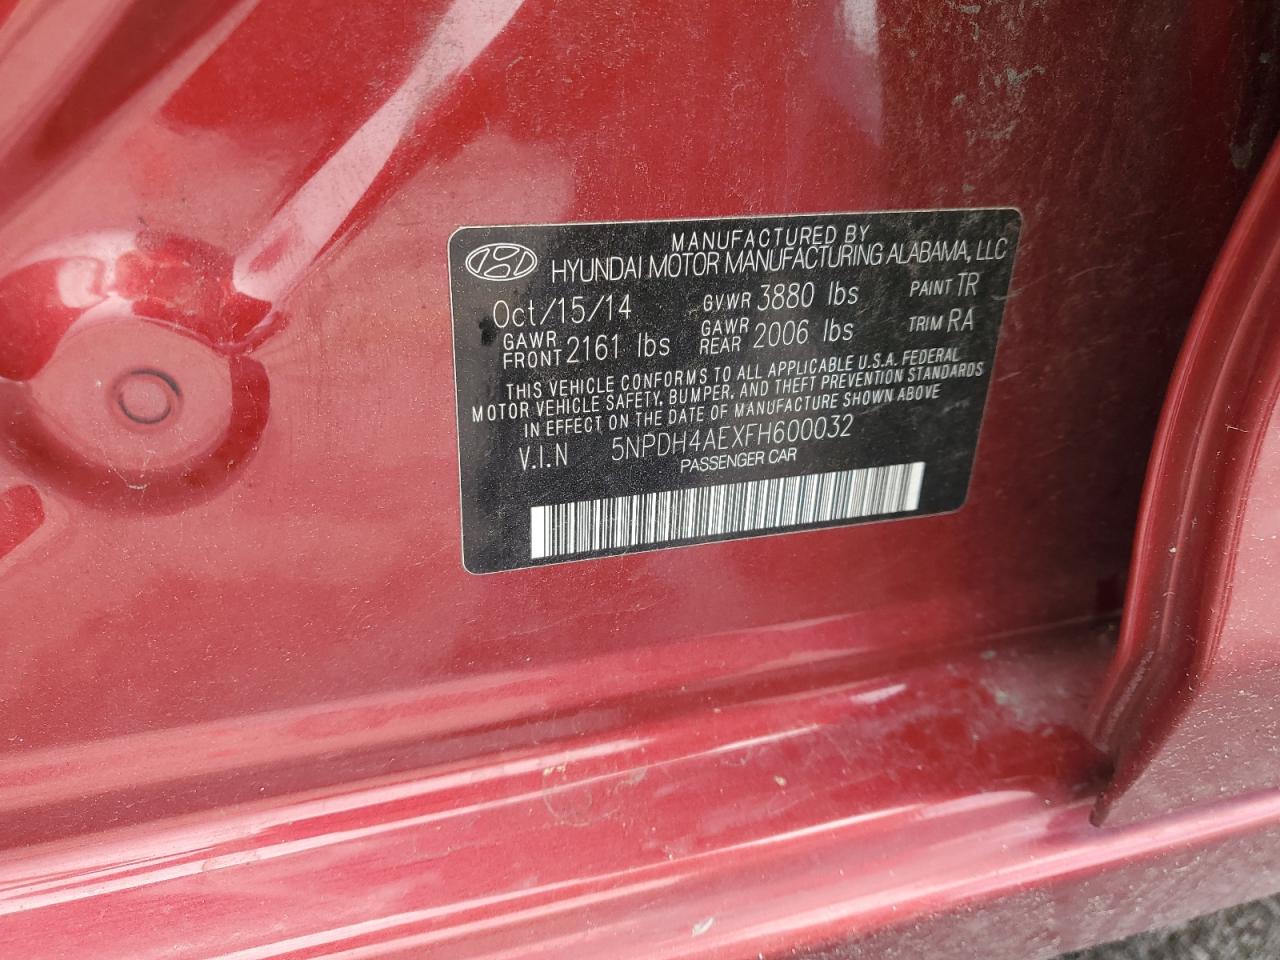 MANUFACTURED BY
HYUNDAI MOTOR MANUFACTURING ALABAMA, LLC
Oct/15/14 GVWR 3880 lbs PAINT TR
GAWR FRONT 2161 lbs GAWR REAR 2006 lbs TRIM RA
THIS VEHICLE CONFORMS TO ALL APPLICABLE U.S.A. FEDERAL
MOTOR VEHICLE SAFETY, BUMPER, AND THEFT PREVENTION STANDARDS
IN EFFECT ON THE DATE OF MANUFACTURE SHOWN ABOVE
V.I.N 5NPDH4AEXFH600032
PASSENGER CAR